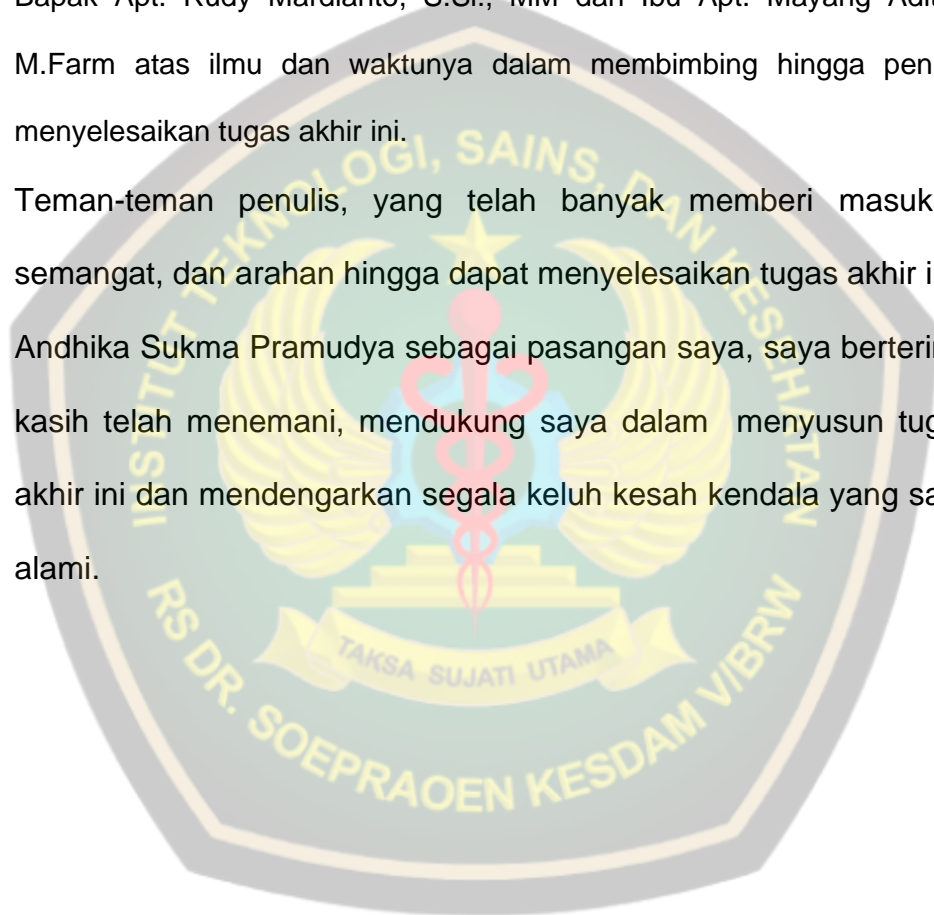 Bapak Apt. Rudy Mardianto, S.Si., MM dan Ibu Apt. Mayang
M.Farm atas ilmu dan waktunya dalam membimbing hingga
menyelesaikan tugas akhir ini.
Teman-teman penulis, yang telah banyak memberi
semangat, dan arahan hingga dapat menyelesaikan tugas akhir
Andhika Sukma Pramudya sebagai pasangan saya, saya
kasih telah menemani, mendukung saya dalam menyusun
akhir ini dan mendengarkan segala keluh kesah kendala yang
alami.
INSTITUT TEKNOLOGI, SAINS, DAN KESEHATAN
TAKSA SUJATI UTAMA
RS DR. SOEPRAOEN KESDAM V/BRW